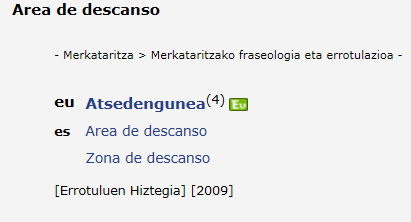 Area de descanso
- Merkataritza > Merkataritzako fraseologia eta errotulazioa -
eu Atsedengunea(4) Eu
es Area de descanso
Zona de descanso
[Errotuluen Hiztegia] [2009]